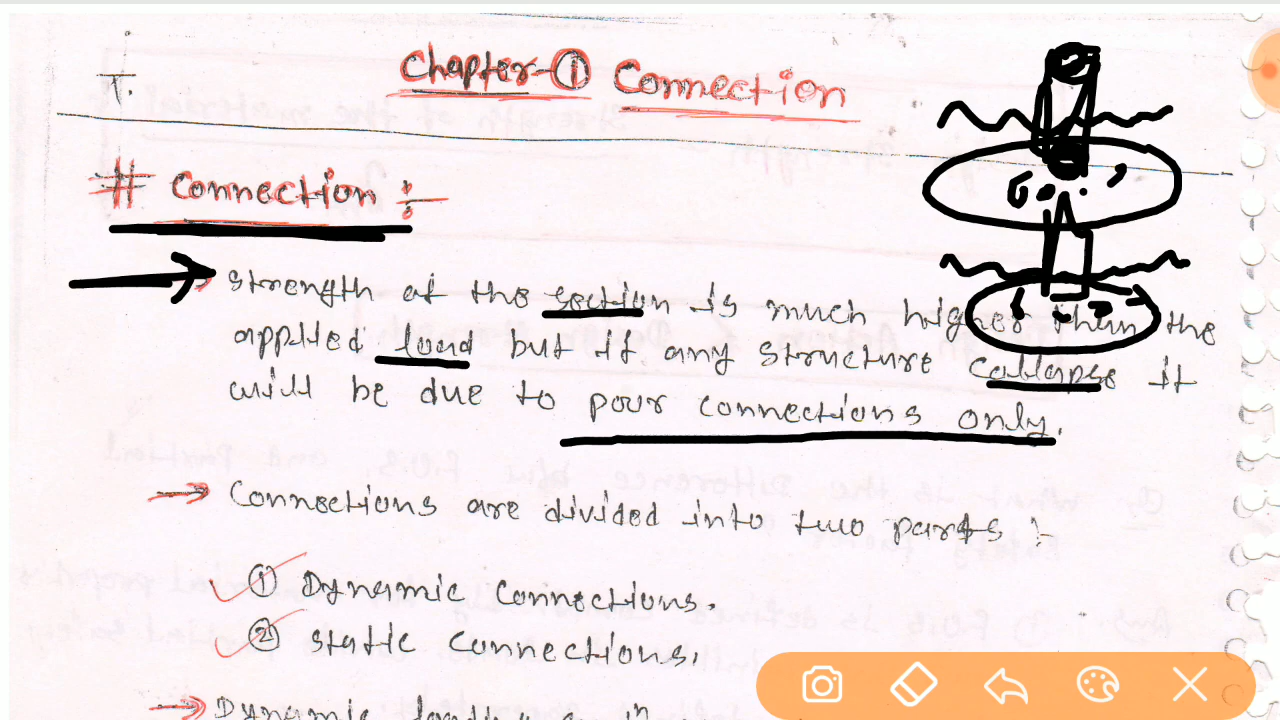 Chapter-① Connection
# Connection :-
→ Strength of the section is much higher then the
applied load but if any structure collapse it
will be due to pour connections only.
→ Connections are divided into two parts :-
① Dynamic Connections.
② Static Connections.
→ Dynamic